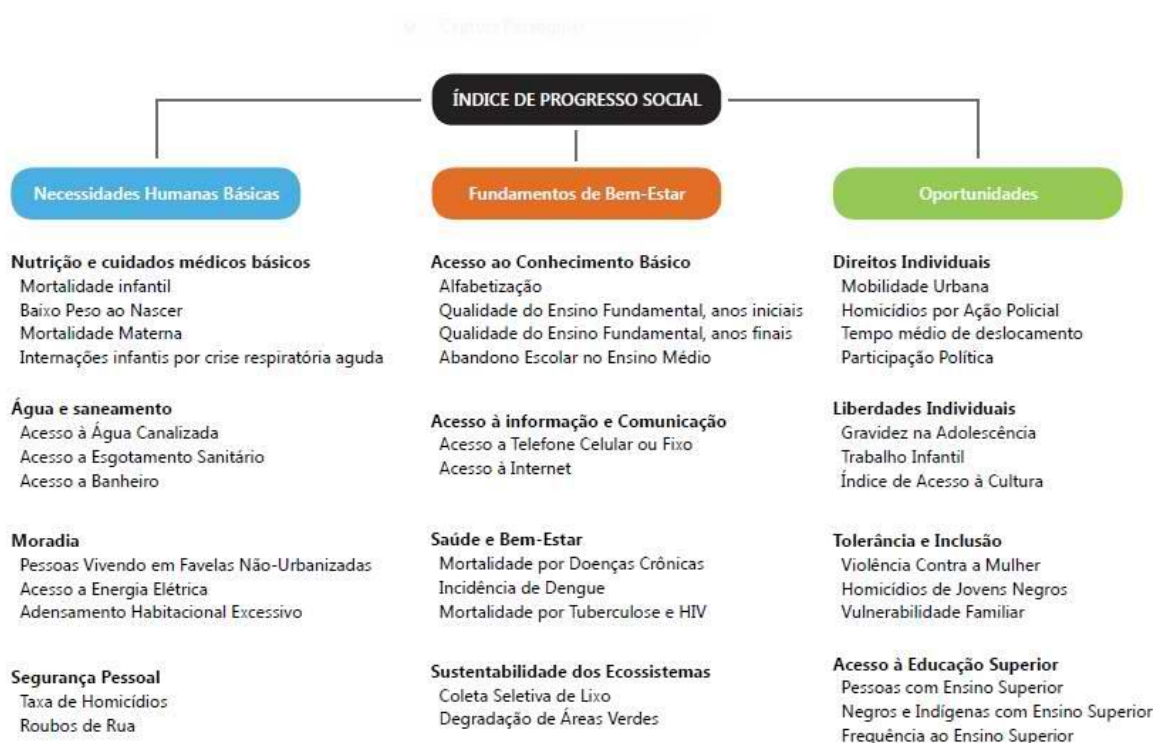 ÍNDICE DE PROGRESSO SOCIAL
Necessidades Humanas Básicas
Nutrição e cuidados médicos básicos
Mortalidade infantil
Baixo Peso ao Nascer
Mortalidade Materna
Internações infantis por crise respiratória aguda
Água e saneamento
Acesso à Água Canalizada
Acesso a Esgotamento Sanitário
Acesso a Banheiro
Moradia
Pessoas Vivendo em Favelas Não-Urbanizadas
Acesso a Energia Elétrica
Adensamento Habitacional Excessivo
Segurança Pessoal
Taxa de Homicídios
Roubos de Rua
Fundamentos de Bem-Estar
Acesso ao Conhecimento Básico
Alfabetização
Qualidade do Ensino Fundamental, anos iniciais
Qualidade do Ensino Fundamental, anos finais
Abandono Escolar no Ensino Médio
Acesso à informação e Comunicação
Acesso a Telefone Celular ou Fixo
Acesso à Internet
Saúde e Bem-Estar
Mortalidade por Doenças Crônicas
Incidência de Dengue
Mortalidade por Tuberculose e HIV
Sustentabilidade dos Ecossistemas
Coleta Seletiva de Lixo
Degradação de Áreas Verdes
Oportunidades
Direitos Individuais
Mobilidade Urbana
Homicídios por Ação Policial
Tempo médio de deslocamento
Participação Política
Liberdades Individuais
Gravidez na Adolescência
Trabalho Infantil
Índice de Acesso à Cultura
Tolerância e Inclusão
Violência Contra a Mulher
Homicídios de Jovens Negros
Vulnerabilidade Familiar
Acesso à Educação Superior
Pessoas com Ensino Superior
Negros e Indígenas com Ensino Superior
Frequência ao Ensino Superior